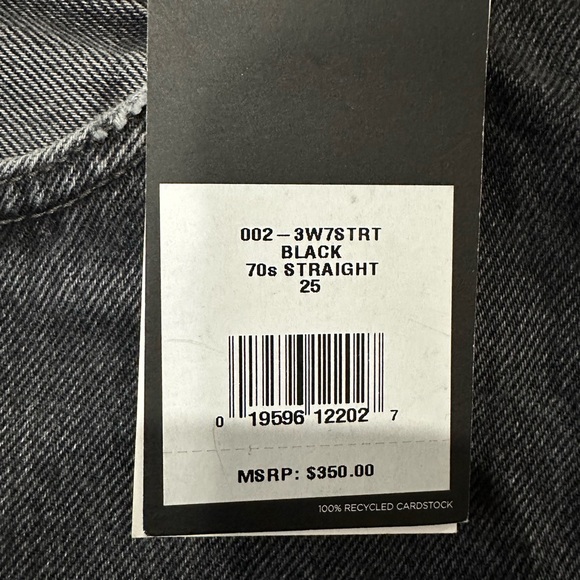 002-3W7STRT
BLACK
70s STRAIGHT
25
0 19596 12202 7
MSRP: $350.00
100% RECYCLED CARDSTOCK